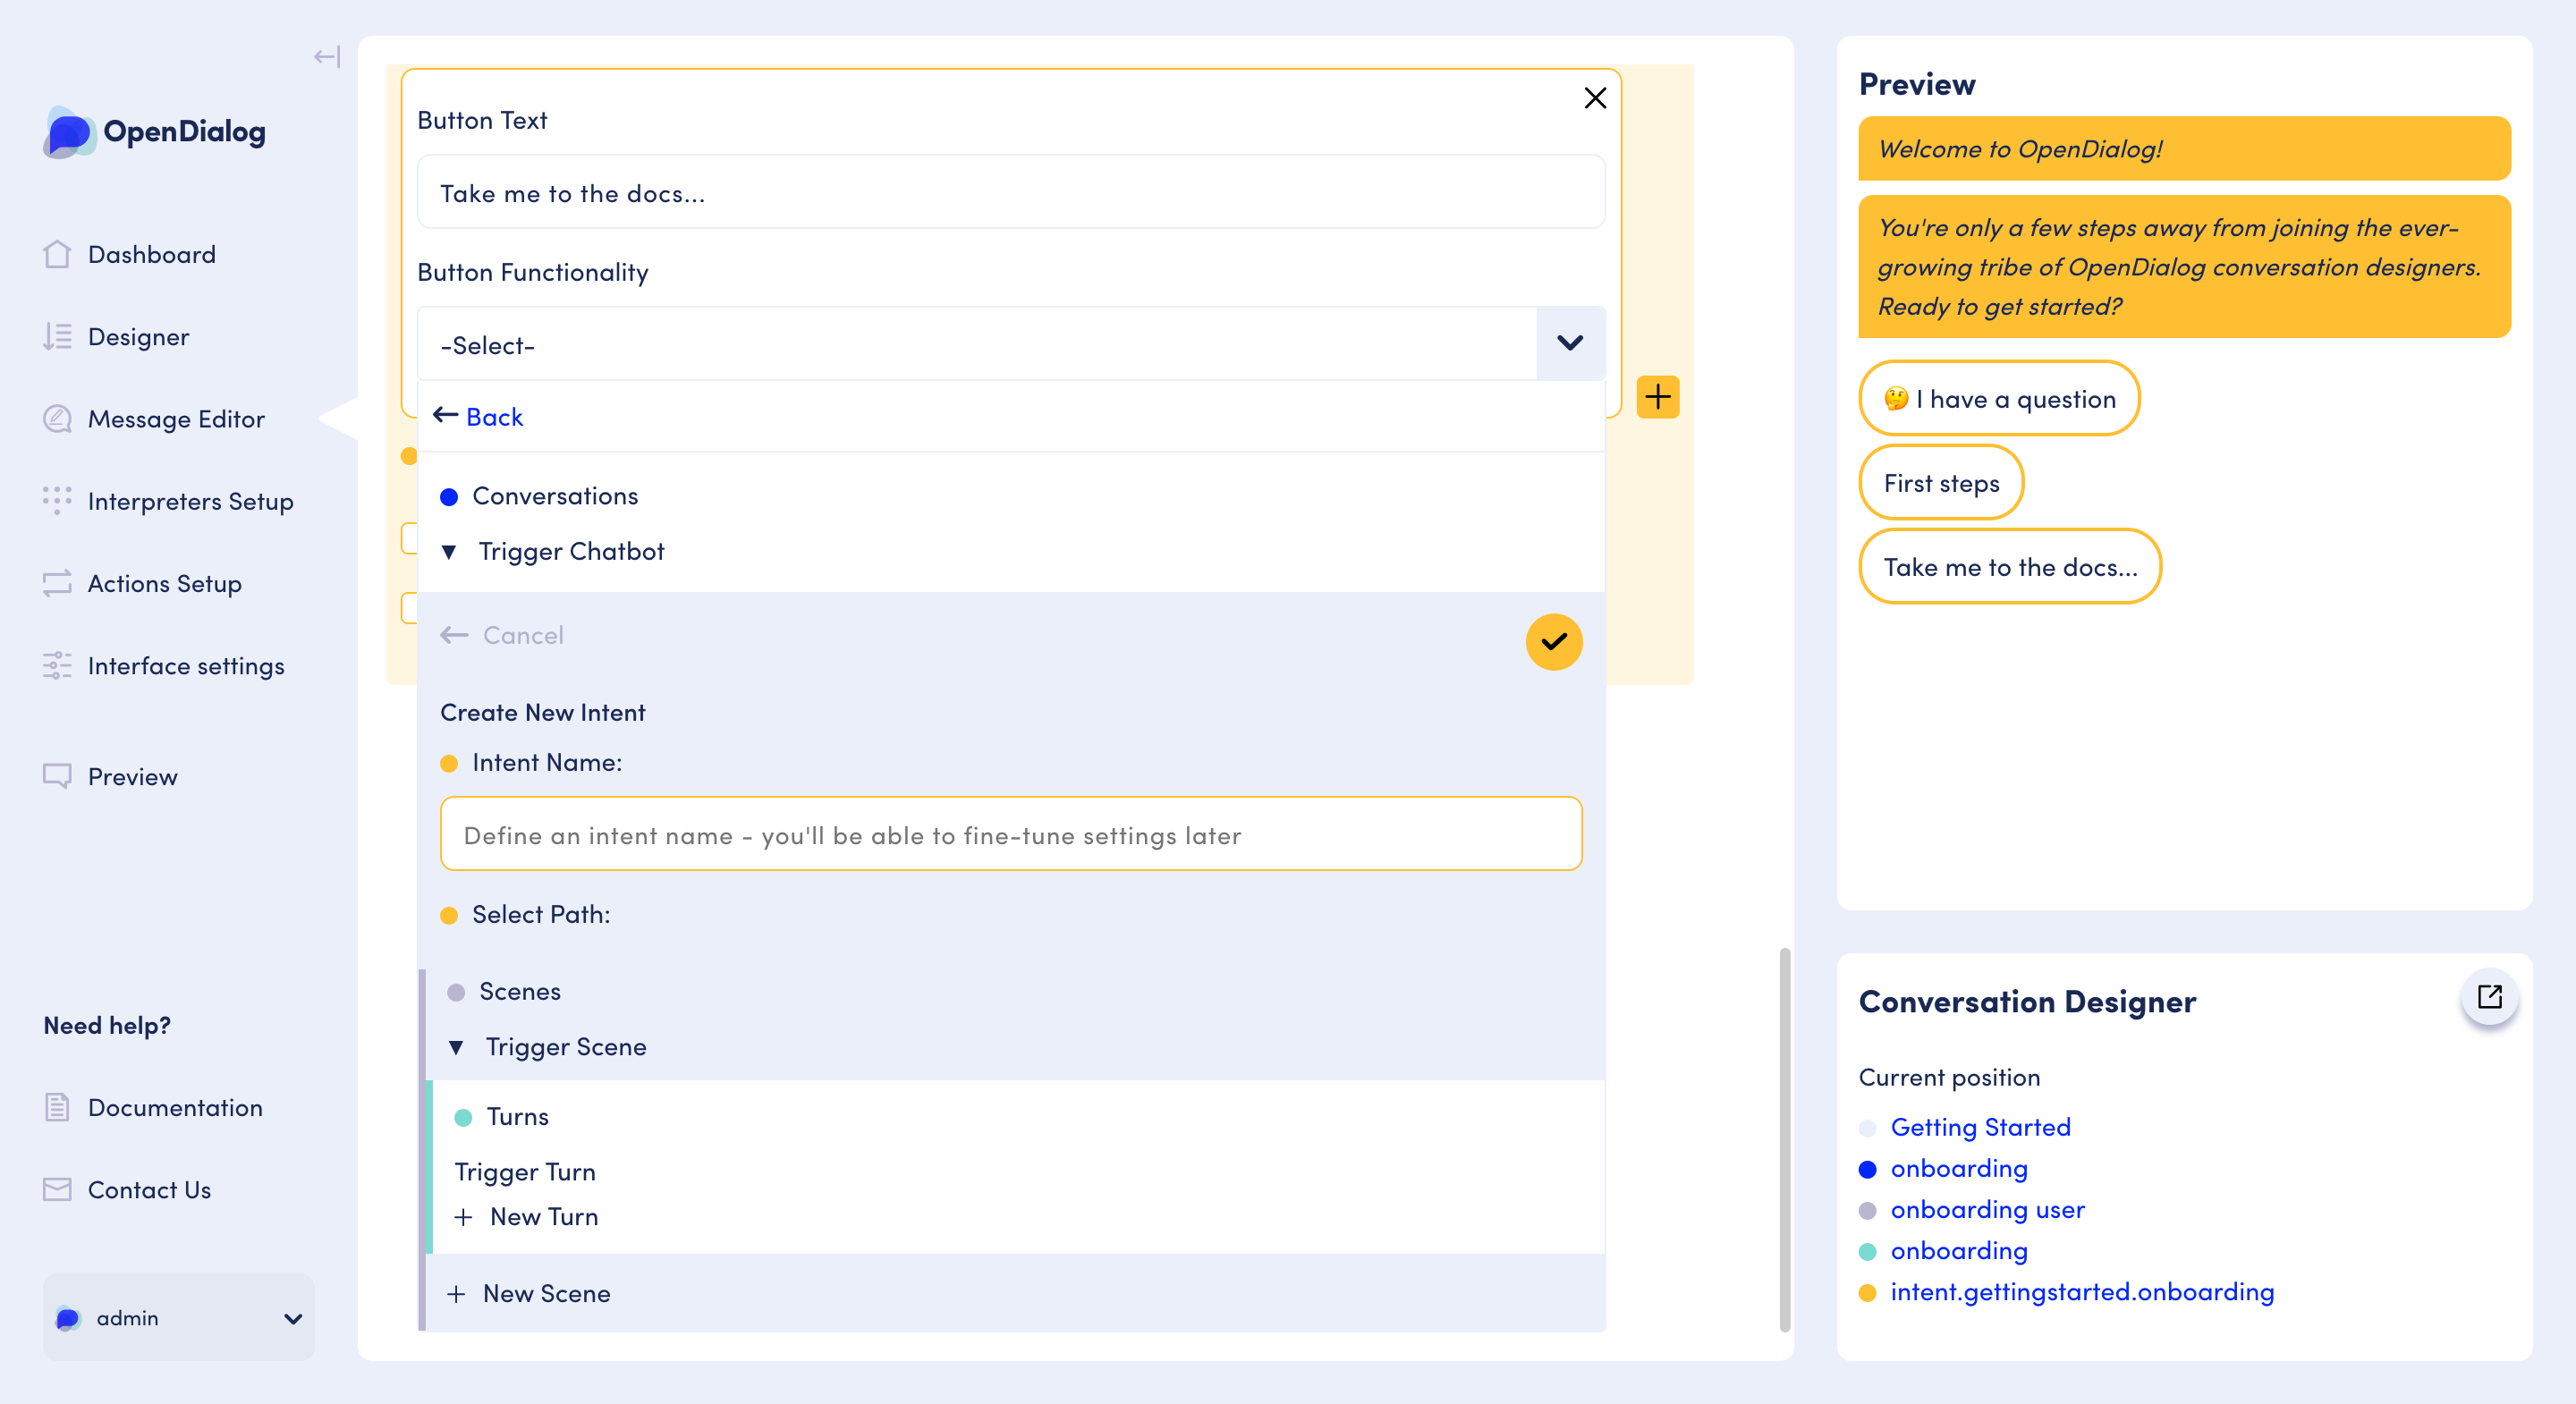 OpenDialog
Dashboard
Designer
Message Editor
Interpreters Setup
Actions Setup
Interface settings
Preview
Need help?
Documentation
Contact Us
admin
Button Text
Take me to the docs...
Button Functionality
-Select-
Back
Conversations
Trigger Chatbot
Cancel
Create New Intent
Intent Name:
Define an intent name - you'll be able to fine-tune settings later
Select Path:
Scenes
Trigger Scene
Turns
Trigger Turn
+ New Turn
+ New Scene
Preview
Welcome to OpenDialog!
You're only a few steps away from joining the ever-
growing tribe of OpenDialog conversation designers.
Ready to get started?
🤔 I have a question
First steps
Take me to the docs...
Conversation Designer
Current position
Getting Started
onboarding
onboarding user
onboarding
intent.gettingstarted.onboarding